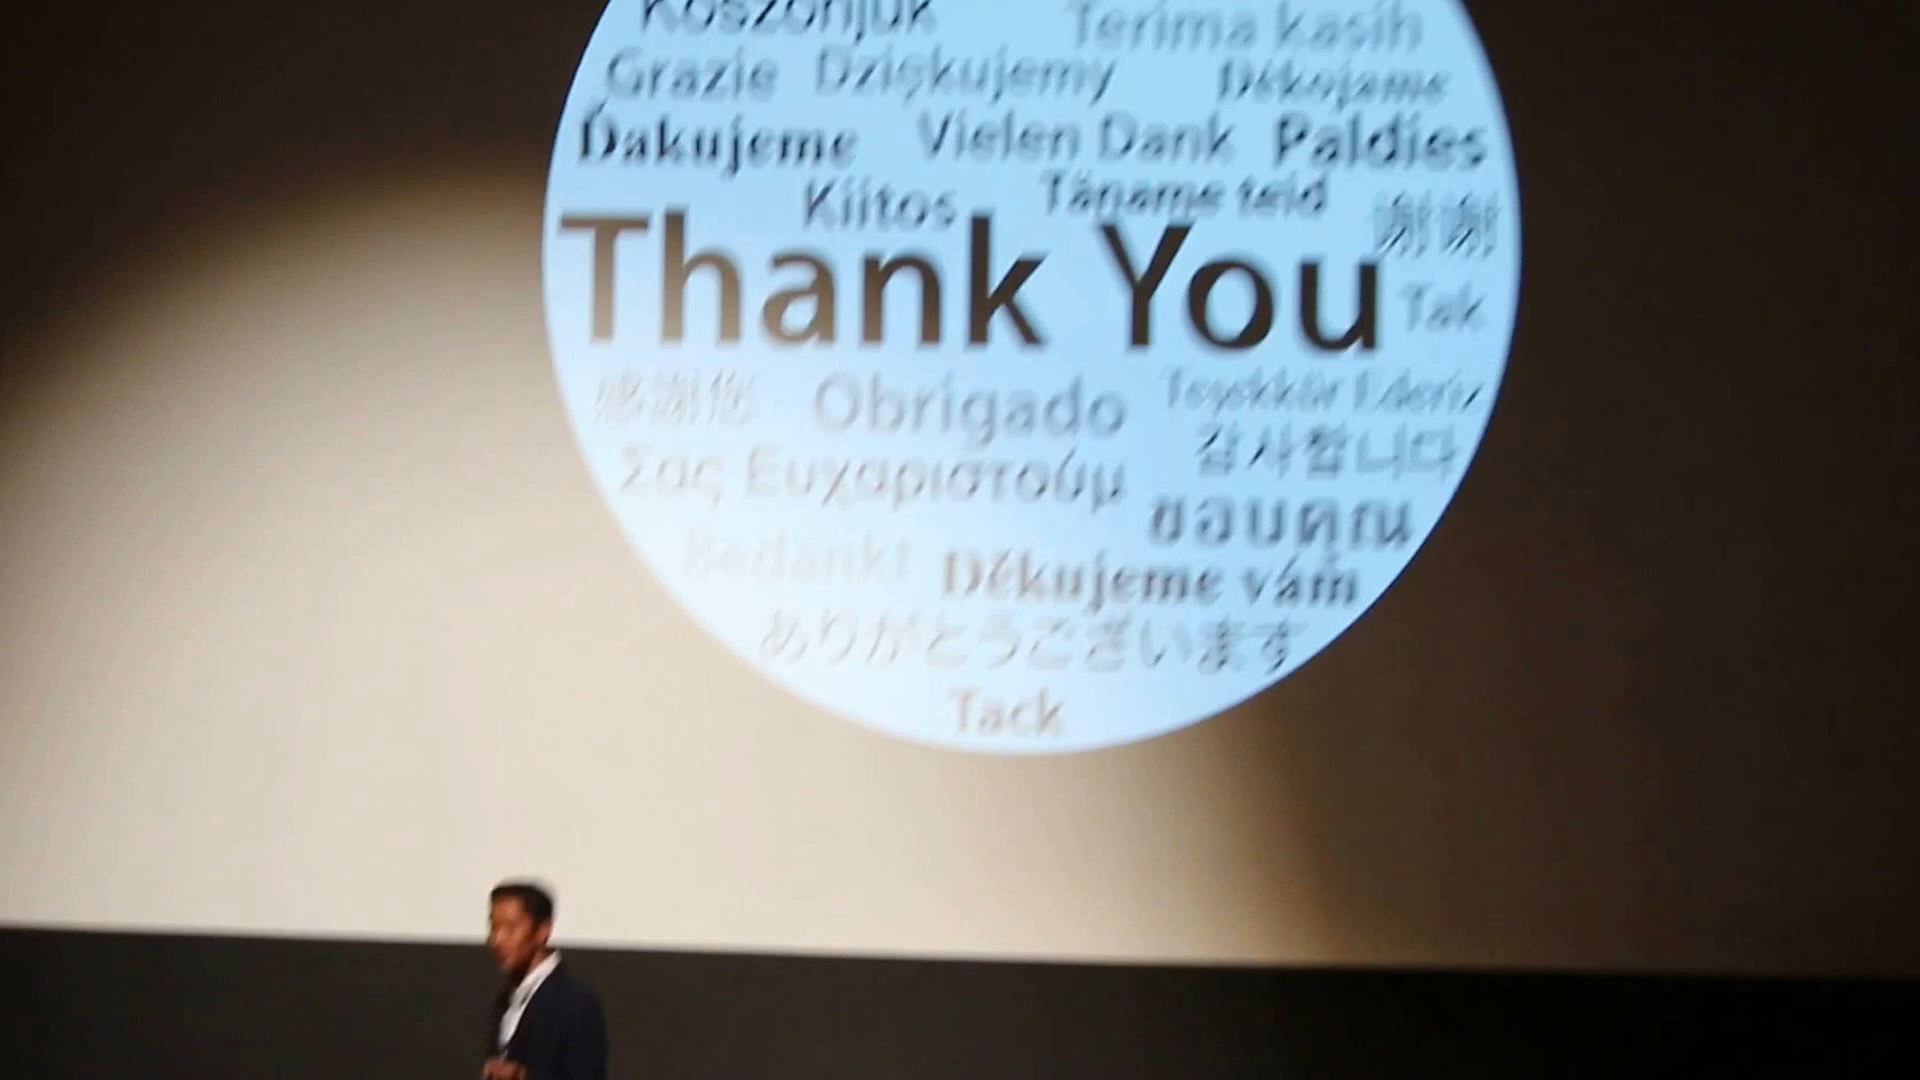 Köszönjük Terima kasih
Grazie Dziękujemy Dėkojame
Ďakujeme Vielen Dank Paldies
Kiitos Täname teid 谢谢
Thank You Tak
感謝您 Obrigado Teşekkür Ederiz
Σας Ευχαριστούμ 감사합니다
ขอบคุณ
Bedankt Děkujeme vám
ありがとうございます
Tack